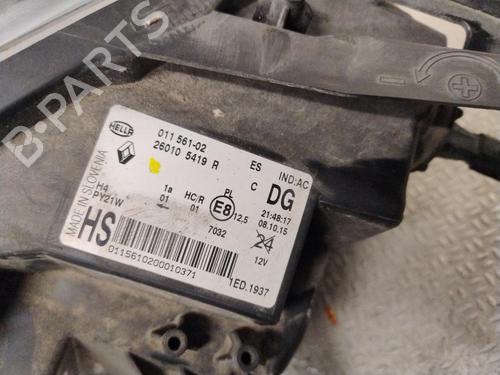 B-PARTS
HELLA
011 561-02
26010 5419 R
ES
IND:AC
C
DG
MADE IN SLOVENIA
H4
PY21W
1a
01
HC/R
01
PL
E8
12,5
21:48:17
08.10.15
7032
24
12V
HS
0115610200010371
1ED.1937